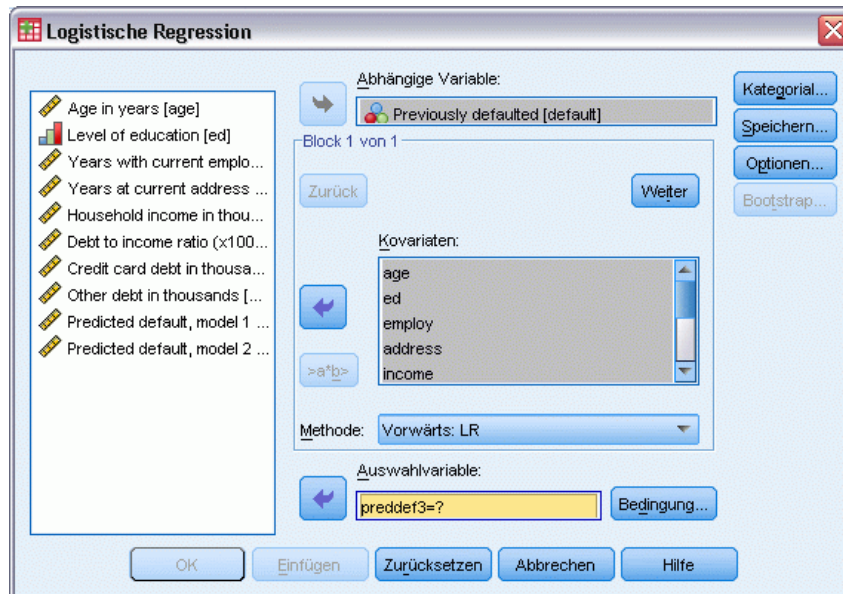 Logistische Regression
Age in years [age]
Level of education [ed]
Years with current emplo...
Years at current address ...
Household income in thou...
Debt to income ratio (x100...
Credit card debt in thousa...
Other debt in thousands [...
Predicted default, model 1 ...
Predicted default, model 2 ...
Abhängige Variable:
Previously defaulted [default]
Block 1 von 1
Zurück
Weiter
Kovariaten:
age
ed
employ
address
income
>a*b>
Methode:
Vorwärts: LR
Auswahlvariable:
preddef3=?
Bedingung...
Kategorial...
Speichern...
Optionen...
Bootstrap...
OK
Einfügen
Zurücksetzen
Abbrechen
Hilfe